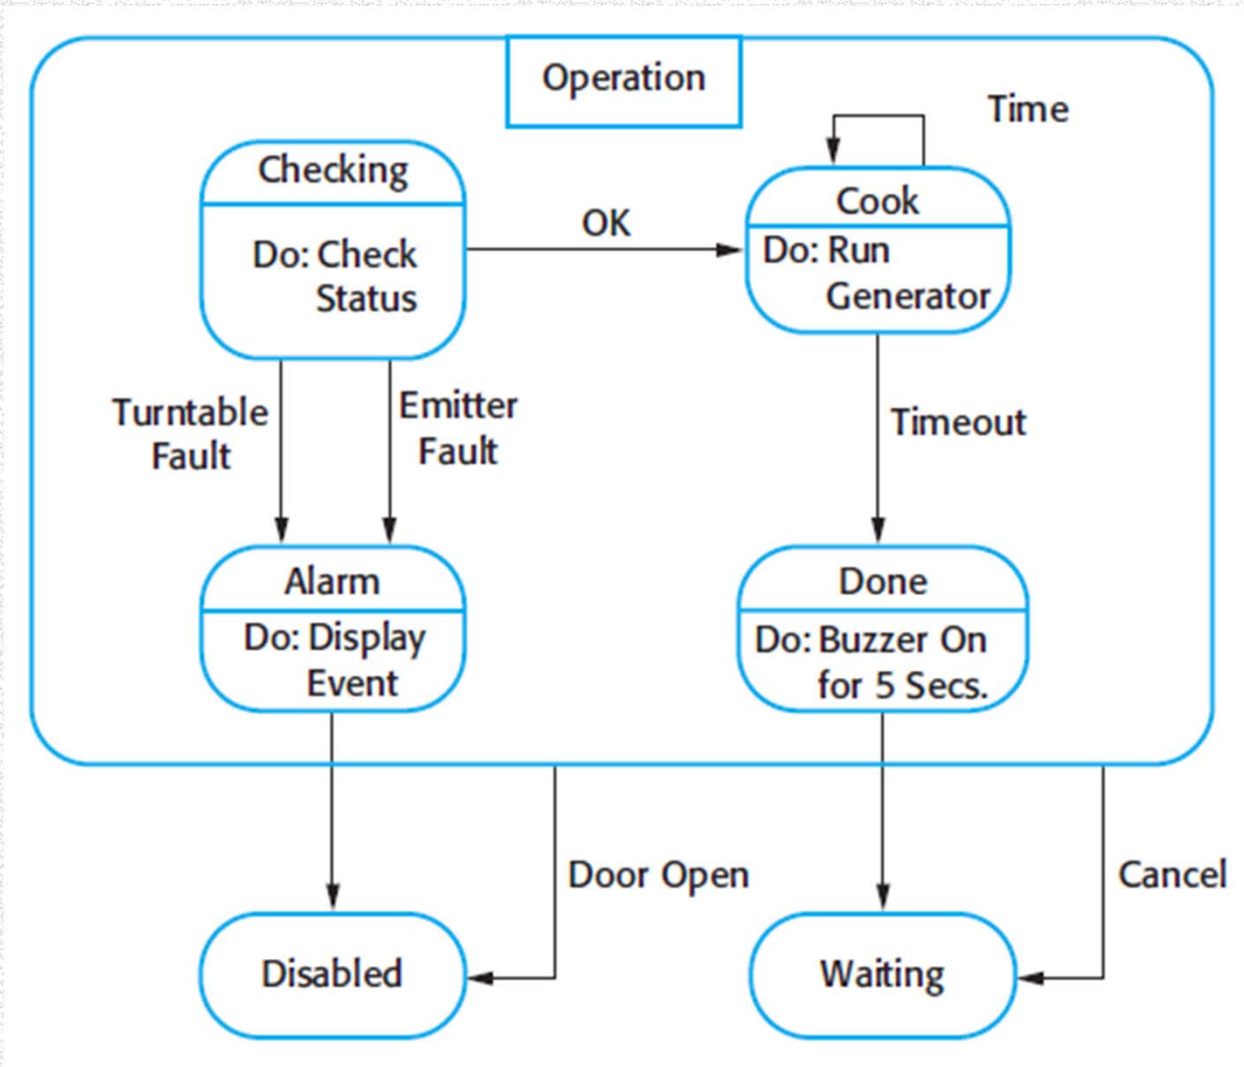 Operation
Time
Checking
Cook
OK
Do: Check
Status
Do: Run
Generator
Turntable
Fault
Emitter
Fault
Timeout
Alarm
Do: Display
Event
Done
Do: Buzzer On
for 5 Secs.
Door Open
Cancel
Disabled
Waiting